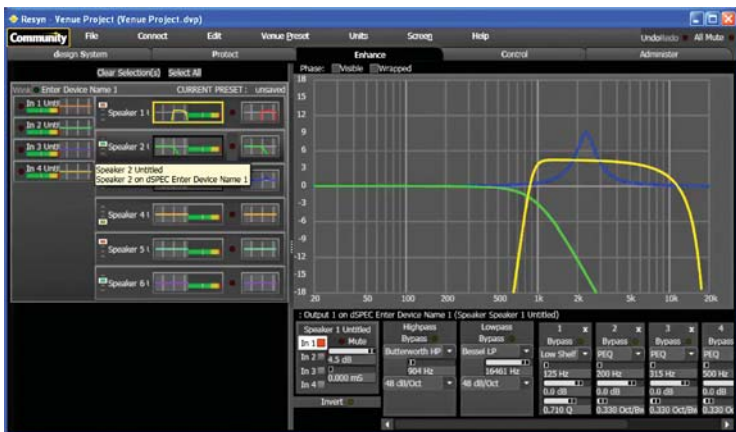 Resyn - Venue Project (Venue Project.dvp)
Community File Connect Edit Venue Preset Units Screen Help Undo Redo All Mute
design System Protect Enhance Control Administer
Clear Selection(s) Select All
Phase: Visible Wrapped
Enter Device Name 1 CURRENT PRESET: unsaved
In 1 Unti
In 2 Unti
In 3 Unti
In 4 Unti
Speaker 1 U
Speaker 2 U
Speaker 2 Untitled
Speaker 2 on dSPEC Enter Device Name 1
Speaker 4 U
Speaker 5 U
Speaker 6 U
18
15
12
9
6
3
0
-3
-6
-9
-12
-15
-18
20 50 100 200 500 1k 2k 5k 10k 20k
: Output 1 on dSPEC Enter Device Name 1 (Speaker Speaker 1 Untitled)
Speaker 1 Untitled
In 1 Mute
In 2 4.5 dB
In 3 0.000 mS
In 4
Invert
Highpass
Bypass
Butterworth HP
904 Hz
48 dB/Oct
Lowpass
Bypass
Bessel LP
16461 Hz
48 dB/Oct
1 x
Bypass
Low Shelf
125 Hz
0.0 dB
0.710 Q
2 x
Bypass
PEQ
200 Hz
0.0 dB
0.330 Oct/Bw
3 x
Bypass
PEQ
315 Hz
0.0 dB
0.330 Oct/Bw
4
Bypass
PEQ
500 Hz
0.0 dB
0.330 O